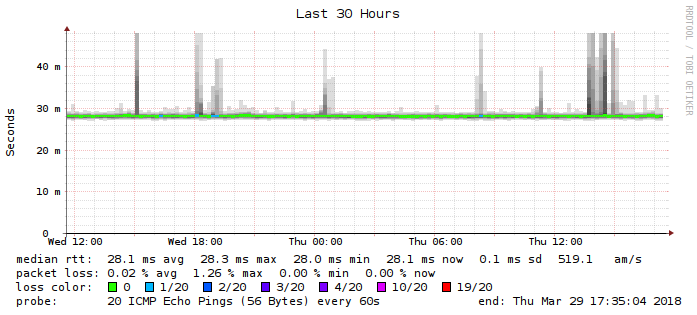 Last 30 Hours
RRDTOOL / TOBI OETIKER
Seconds
40 m
30 m
20 m
10 m
0
Wed 12:00 Wed 18:00 Thu 00:00 Thu 06:00 Thu 12:00
median rtt: 28.1 ms avg 28.3 ms max 28.0 ms min 28.1 ms now 0.1 ms sd 519.1 am/s
packet loss: 0.02 % avg 1.26 % max 0.00 % min 0.00 % now
loss color: 0 1/20 2/20 3/20 4/20 10/20 19/20
probe: 20 ICMP Echo Pings (56 Bytes) every 60s end: Thu Mar 29 17:35:04 2018